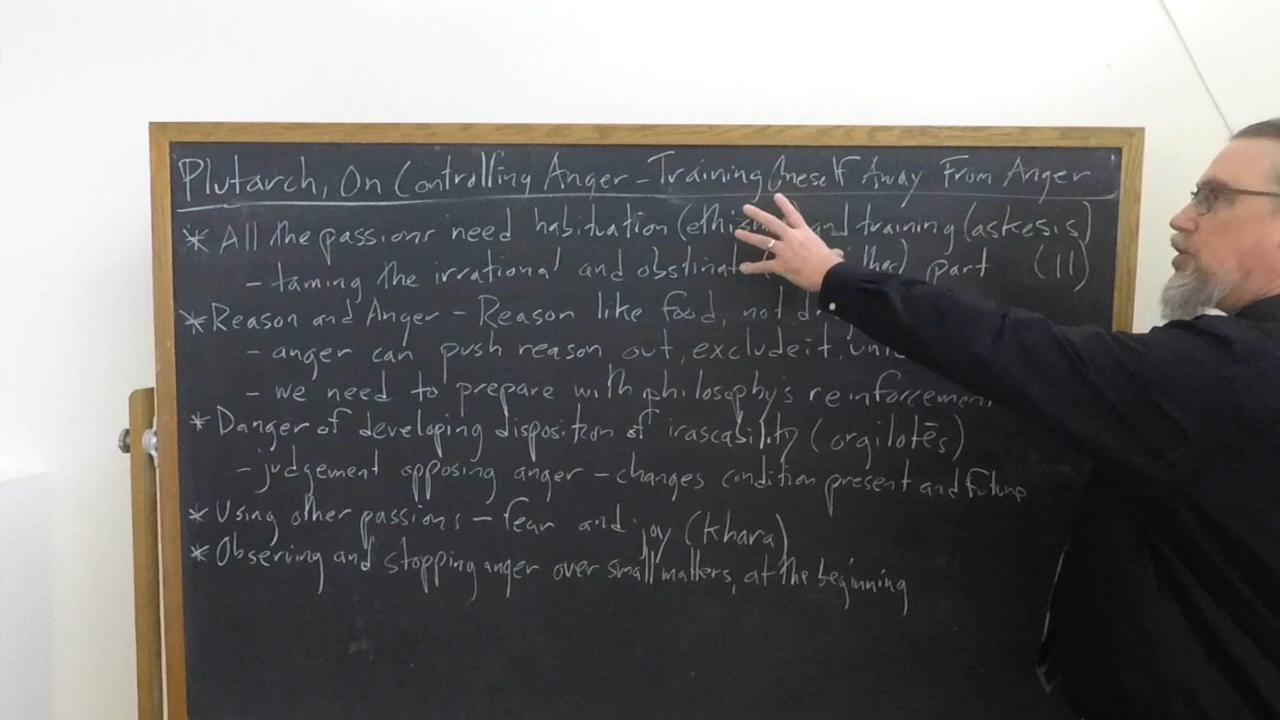 Plutarch, On Controlling Anger - Training Oneself Away From Anger
* All the passions need habituation and training (askesis)
- taming the irrational and obstinate part (11)
* Reason and Anger - Reason like food, not
- anger can push reason out, exclude it,
- we need to prepare with philosophy's reinforcement
* Danger of developing disposition of irascability (orgilotēs)
- judgement opposing anger - changes condition present and future
* Using other passions - fear and joy (khara)
* Observing and stopping anger over small matters, at the beginning